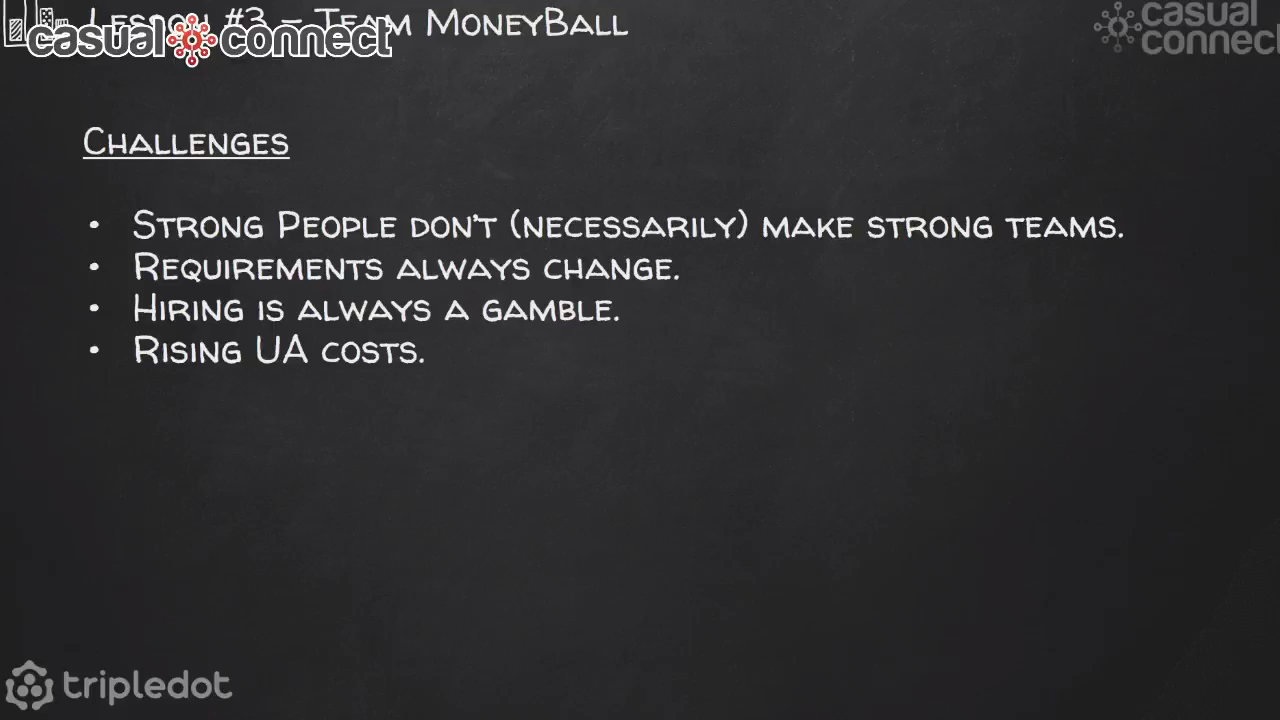 Lesson #3 – Team MoneyBall
casual connect
casual
connect
Challenges
• Strong People don't (necessarily) make strong teams.
• Requirements always change.
• Hiring is always a gamble.
• Rising UA costs.
tripledot